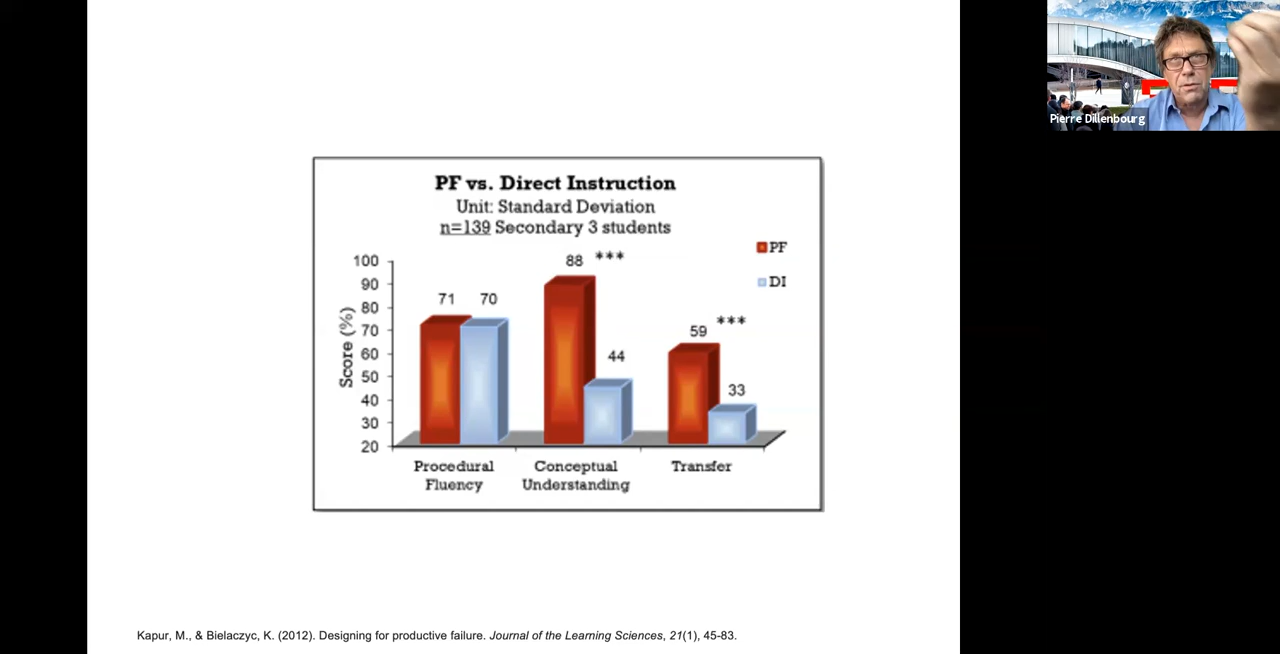 Pierre Dillenbourg
PF vs. Direct Instruction
Unit: Standard Deviation
n=139 Secondary 3 students
PF
DI
Score (%)
100
90
80
70
60
50
40
30
20
71
70
88
***
44
59
***
33
Procedural
Fluency
Conceptual
Understanding
Transfer
Kapur, M., & Bielaczyc, K. (2012). Designing for productive failure. Journal of the Learning Sciences, 21(1), 45-83.